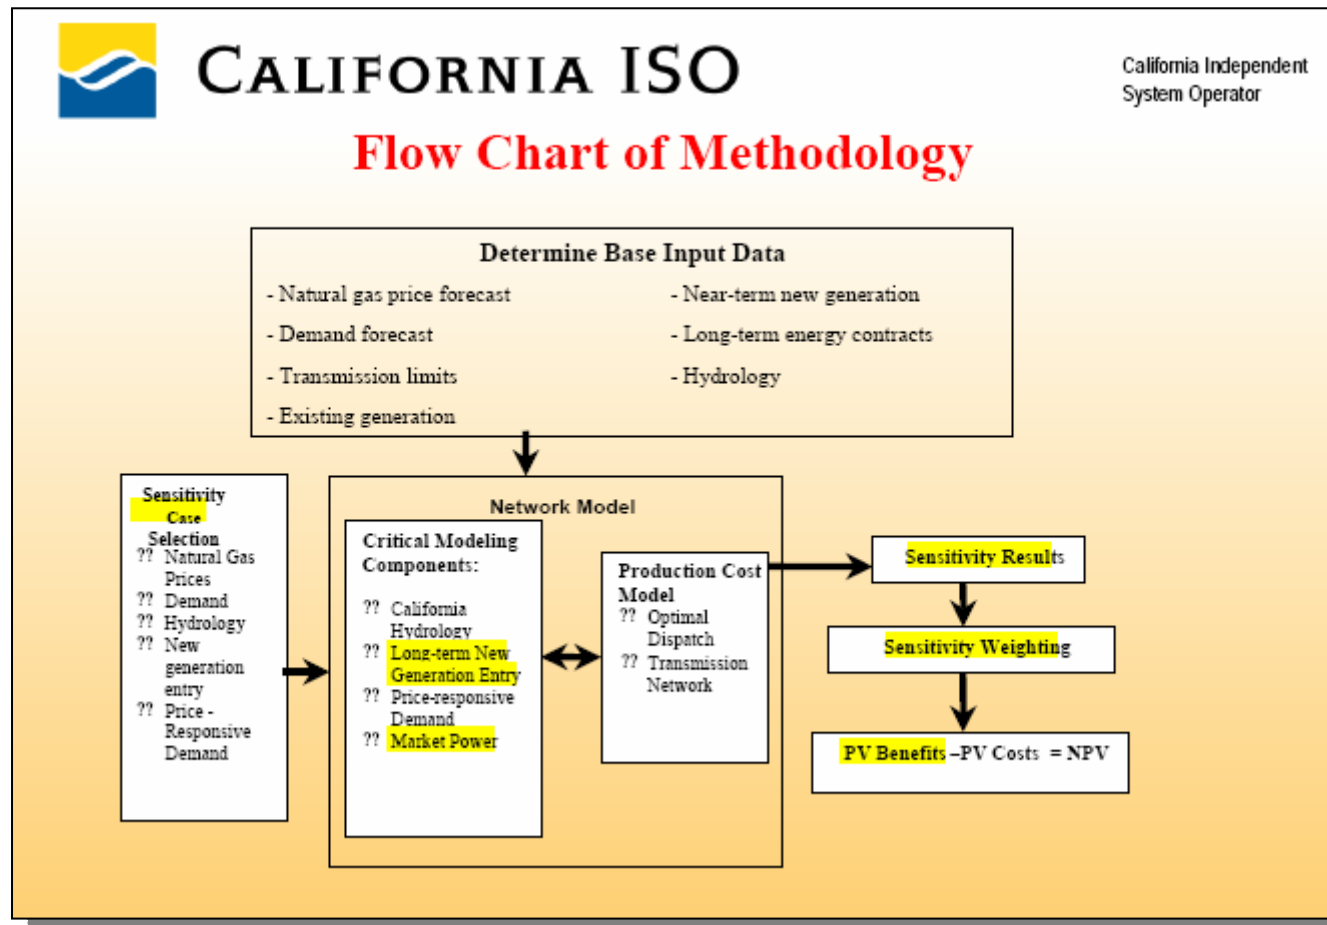 CALIFORNIA ISO
California Independent
System Operator
Flow Chart of Methodology
Determine Base Input Data
- Natural gas price forecast
- Demand forecast
- Transmission limits
- Existing generation
- Near-term new generation
- Long-term energy contracts
- Hydrology
Sensitivity
Case
Selection
?? Natural Gas
Prices
?? Demand
?? Hydrology
?? New
generation
entry
?? Price -
Responsive
Demand
Network Model
Critical Modeling
Components:
?? California
Hydrology
?? Long-term New
Generation Entry
?? Price-responsive
Demand
?? Market Power
Production Cost
Model
?? Optimal
Dispatch
?? Transmission
Network
Sensitivity Results
Sensitivity Weighting
PV Benefits –PV Costs = NPV